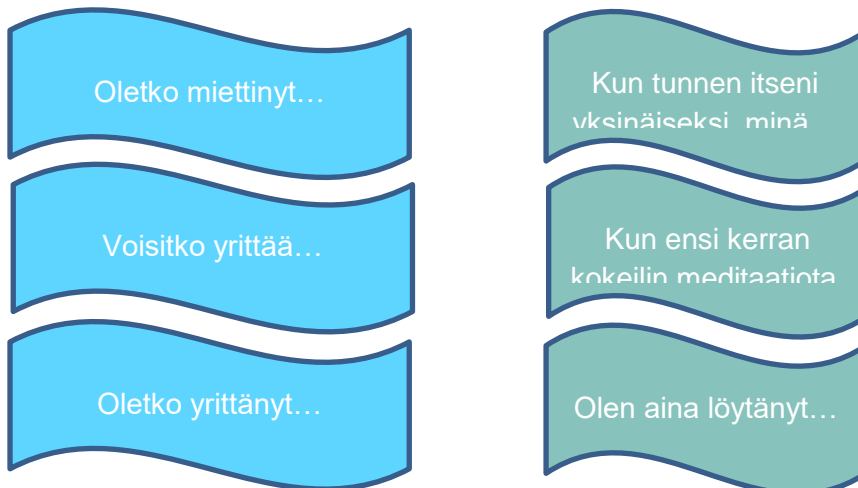 Oletko miettinyt…
Voisitko yrittää…
Oletko yrittänyt…
Kun tunnen itseni
yksinäiseksi, minä
Kun ensi kerran
kokeilin meditaatiota
Olen aina löytänyt…